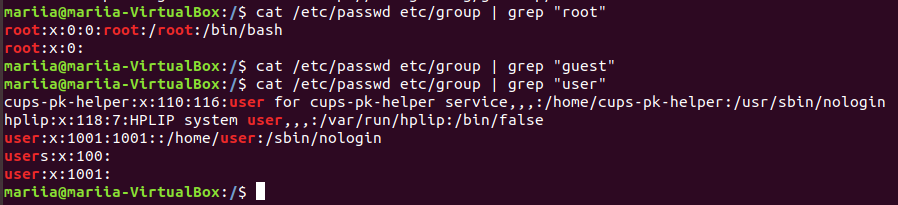 mariia@mariia-VirtualBox:/$ cat /etc/passwd etc/group | grep "root"
root:x:0:0:root:/root:/bin/bash
root:x:0:
mariia@mariia-VirtualBox:/$ cat /etc/passwd etc/group | grep "guest"
mariia@mariia-VirtualBox:/$ cat /etc/passwd etc/group | grep "user"
cups-pk-helper:x:110:116:user for cups-pk-helper service,,,:/home/cups-pk-helper:/usr/sbin/nologin
hplip:x:118:7:HPLIP system user,,,:/var/run/hplip:/bin/false
user:x:1001:1001::/home/user:/sbin/nologin
users:x:100:
user:x:1001:
mariia@mariia-VirtualBox:/$